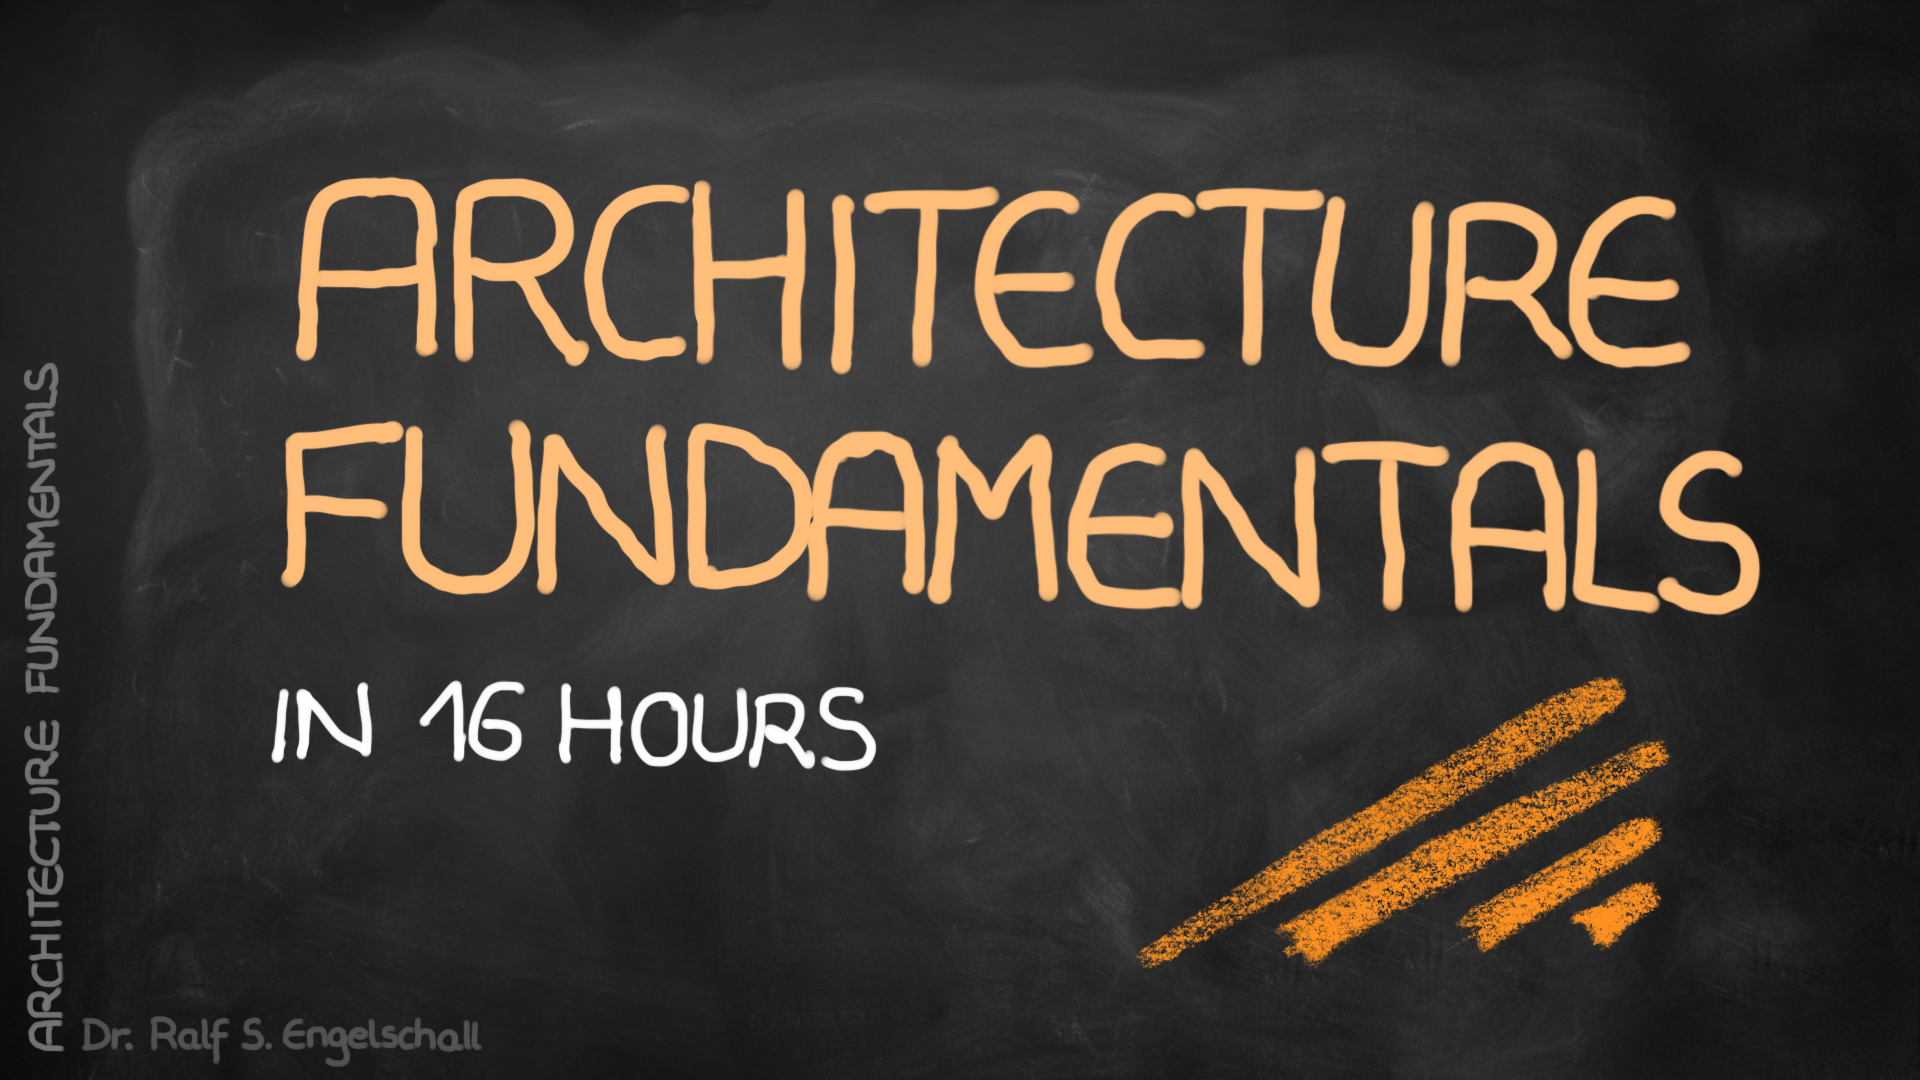 ARCHITECTURE
FUNDAMENTALS
IN 16 HOURS
ARCHITECTURE FUNDAMENTALS
Dr. Ralf S. Engelschall